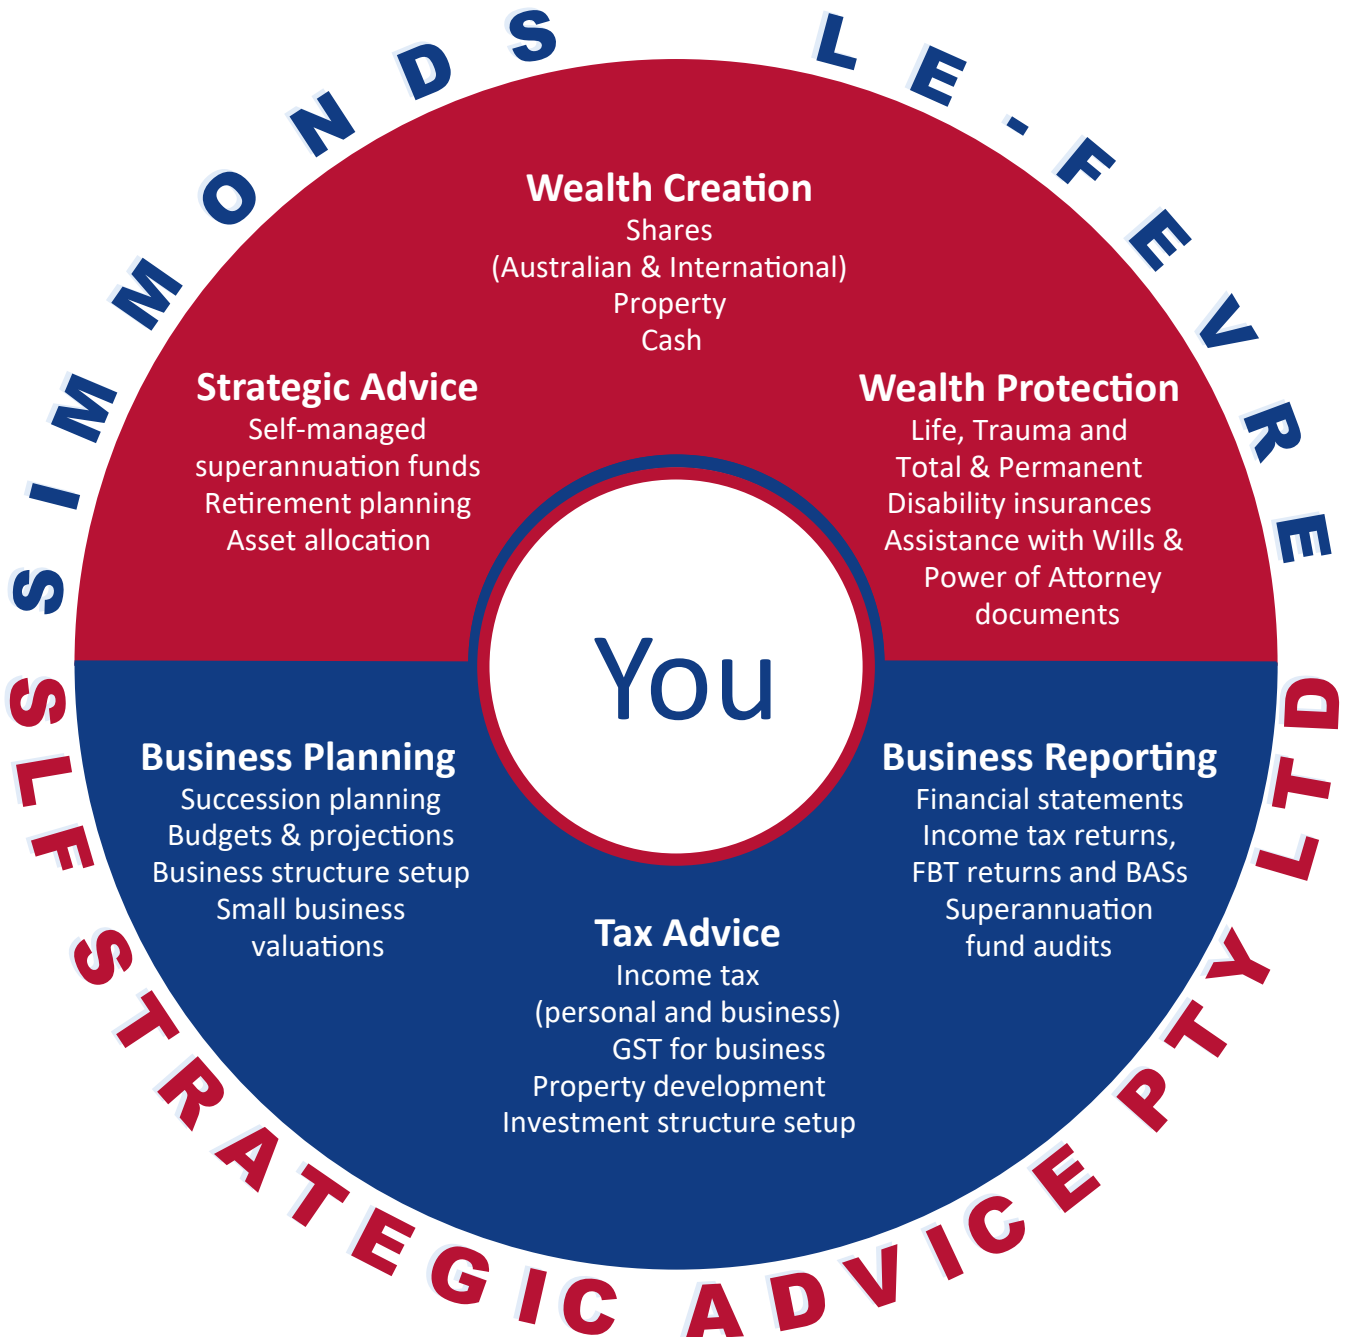 SIMMONDS LE-FEVRE
Wealth Creation
Shares
(Australian & International)
Property
Cash
Strategic Advice
Self-managed
superannuation funds
Retirement planning
Asset allocation
Wealth Protection
Life, Trauma and
Total & Permanent
Disability insurances
Assistance with Wills &
Power of Attorney
documents
You
Business Planning
Succession planning
Budgets & projections
Business structure setup
Small business
valuations
Tax Advice
Income tax
(personal and business)
GST for business
Property development
Investment structure setup
Business Reporting
Financial statements
Income tax returns,
FBT returns and BASs
Superannuation
fund audits
SLF STRATEGIC ADVICE PTY LTD